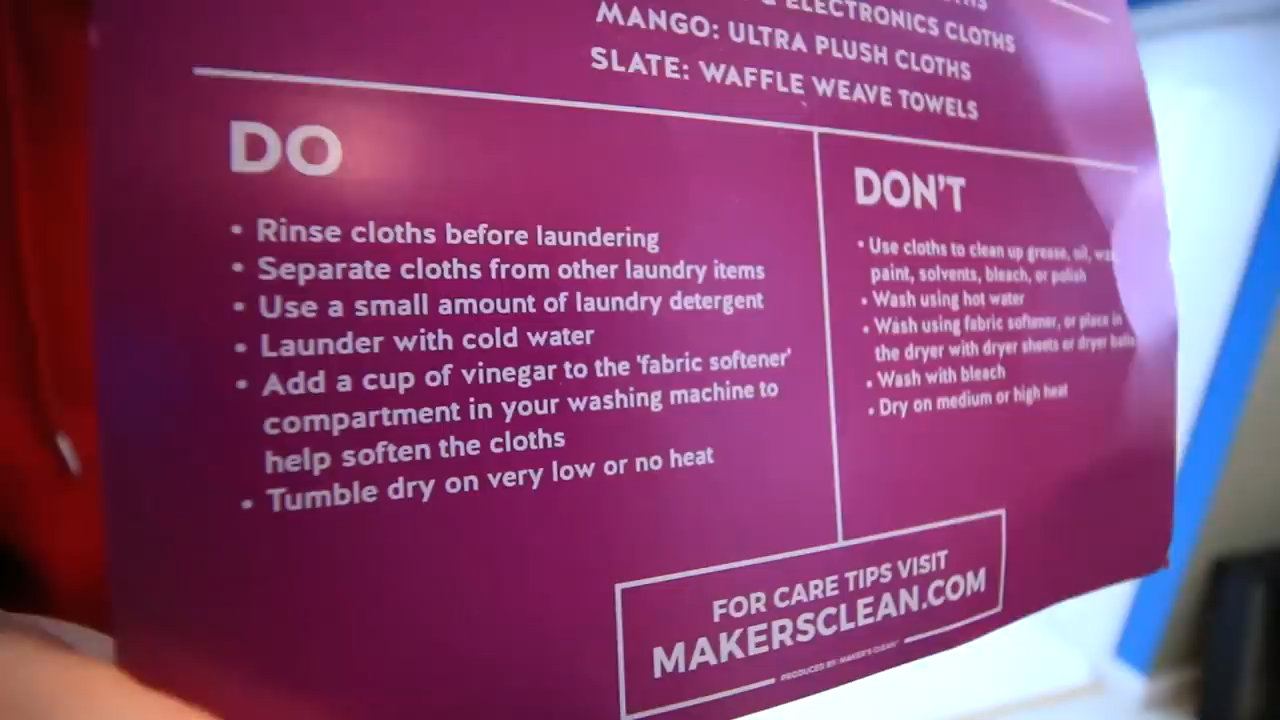 ELECTRONICS CLOTHS
MANGO: ULTRA PLUSH CLOTHS
SLATE: WAFFLE WEAVE TOWELS
DO
• Rinse cloths before laundering
• Separate cloths from other laundry items
• Use a small amount of laundry detergent
• Launder with cold water
• Add a cup of vinegar to the 'fabric softener'
compartment in your washing machine to
help soften the cloths
• Tumble dry on very low or no heat
DON'T
• Use cloths to clean up grease, oil,
paint, solvents, bleach, or polish
• Wash using hot water
• Wash using fabric softener, or place in
the dryer with dryer sheets or dryer balls
• Wash with bleach
• Dry on medium or high heat
FOR CARE TIPS VISIT
MAKERSCLEAN.COM
PRODUCED BY MAKER'S CLEAN